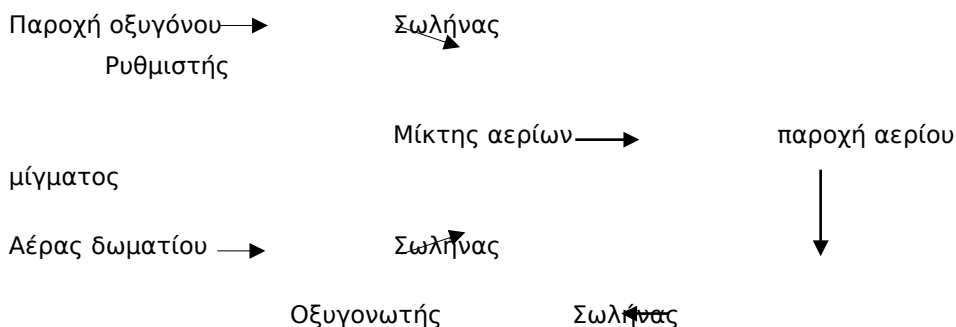 Παροχή οξυγόνου Σωλήνας
Ρυθμιστής
Μίκτης αερίων παροχή αερίου
μίγματος
Αέρας δωματίου Σωλήνας
Οξυγονωτής Σωλήνας